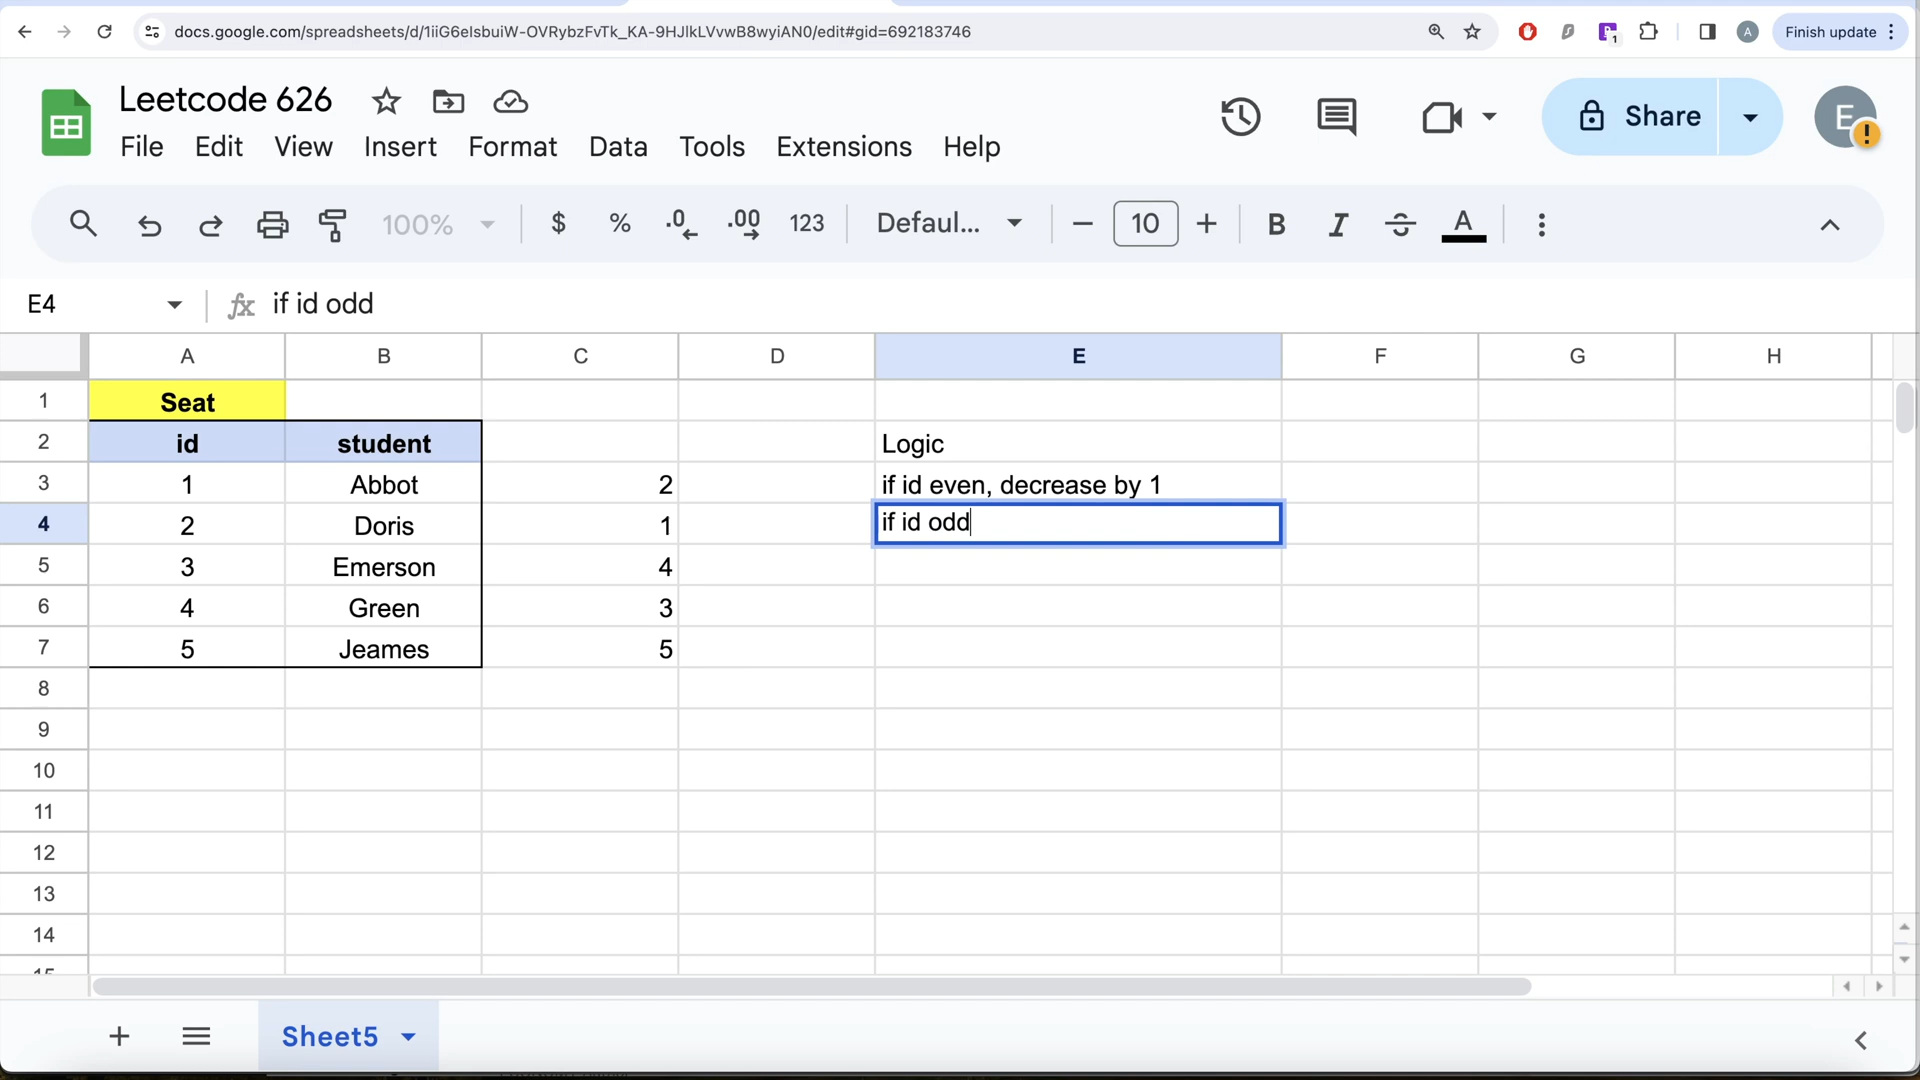 docs.google.com/spreadsheets/d/1iiG6eIsbuiW-OVRybzFvTk_KA-9HJlkLVvwB8wyiAN0/edit#gid=692183746
1
A
Finish update
Leetcode 626
Share
E
!
File Edit View Insert Format Data Tools Extensions Help
100%
$
%
.0
.00
123
Defaul...
10
B
I
S
A
E4
fx
if id odd
A B C D E F G H
1 Seat
2 id student Logic
3 1 Abbot 2 if id even, decrease by 1
4 2 Doris 1 if id odd
5 3 Emerson 4
6 4 Green 3
7 5 Jeames 5
8
9
10
11
12
13
14
15
Sheet5